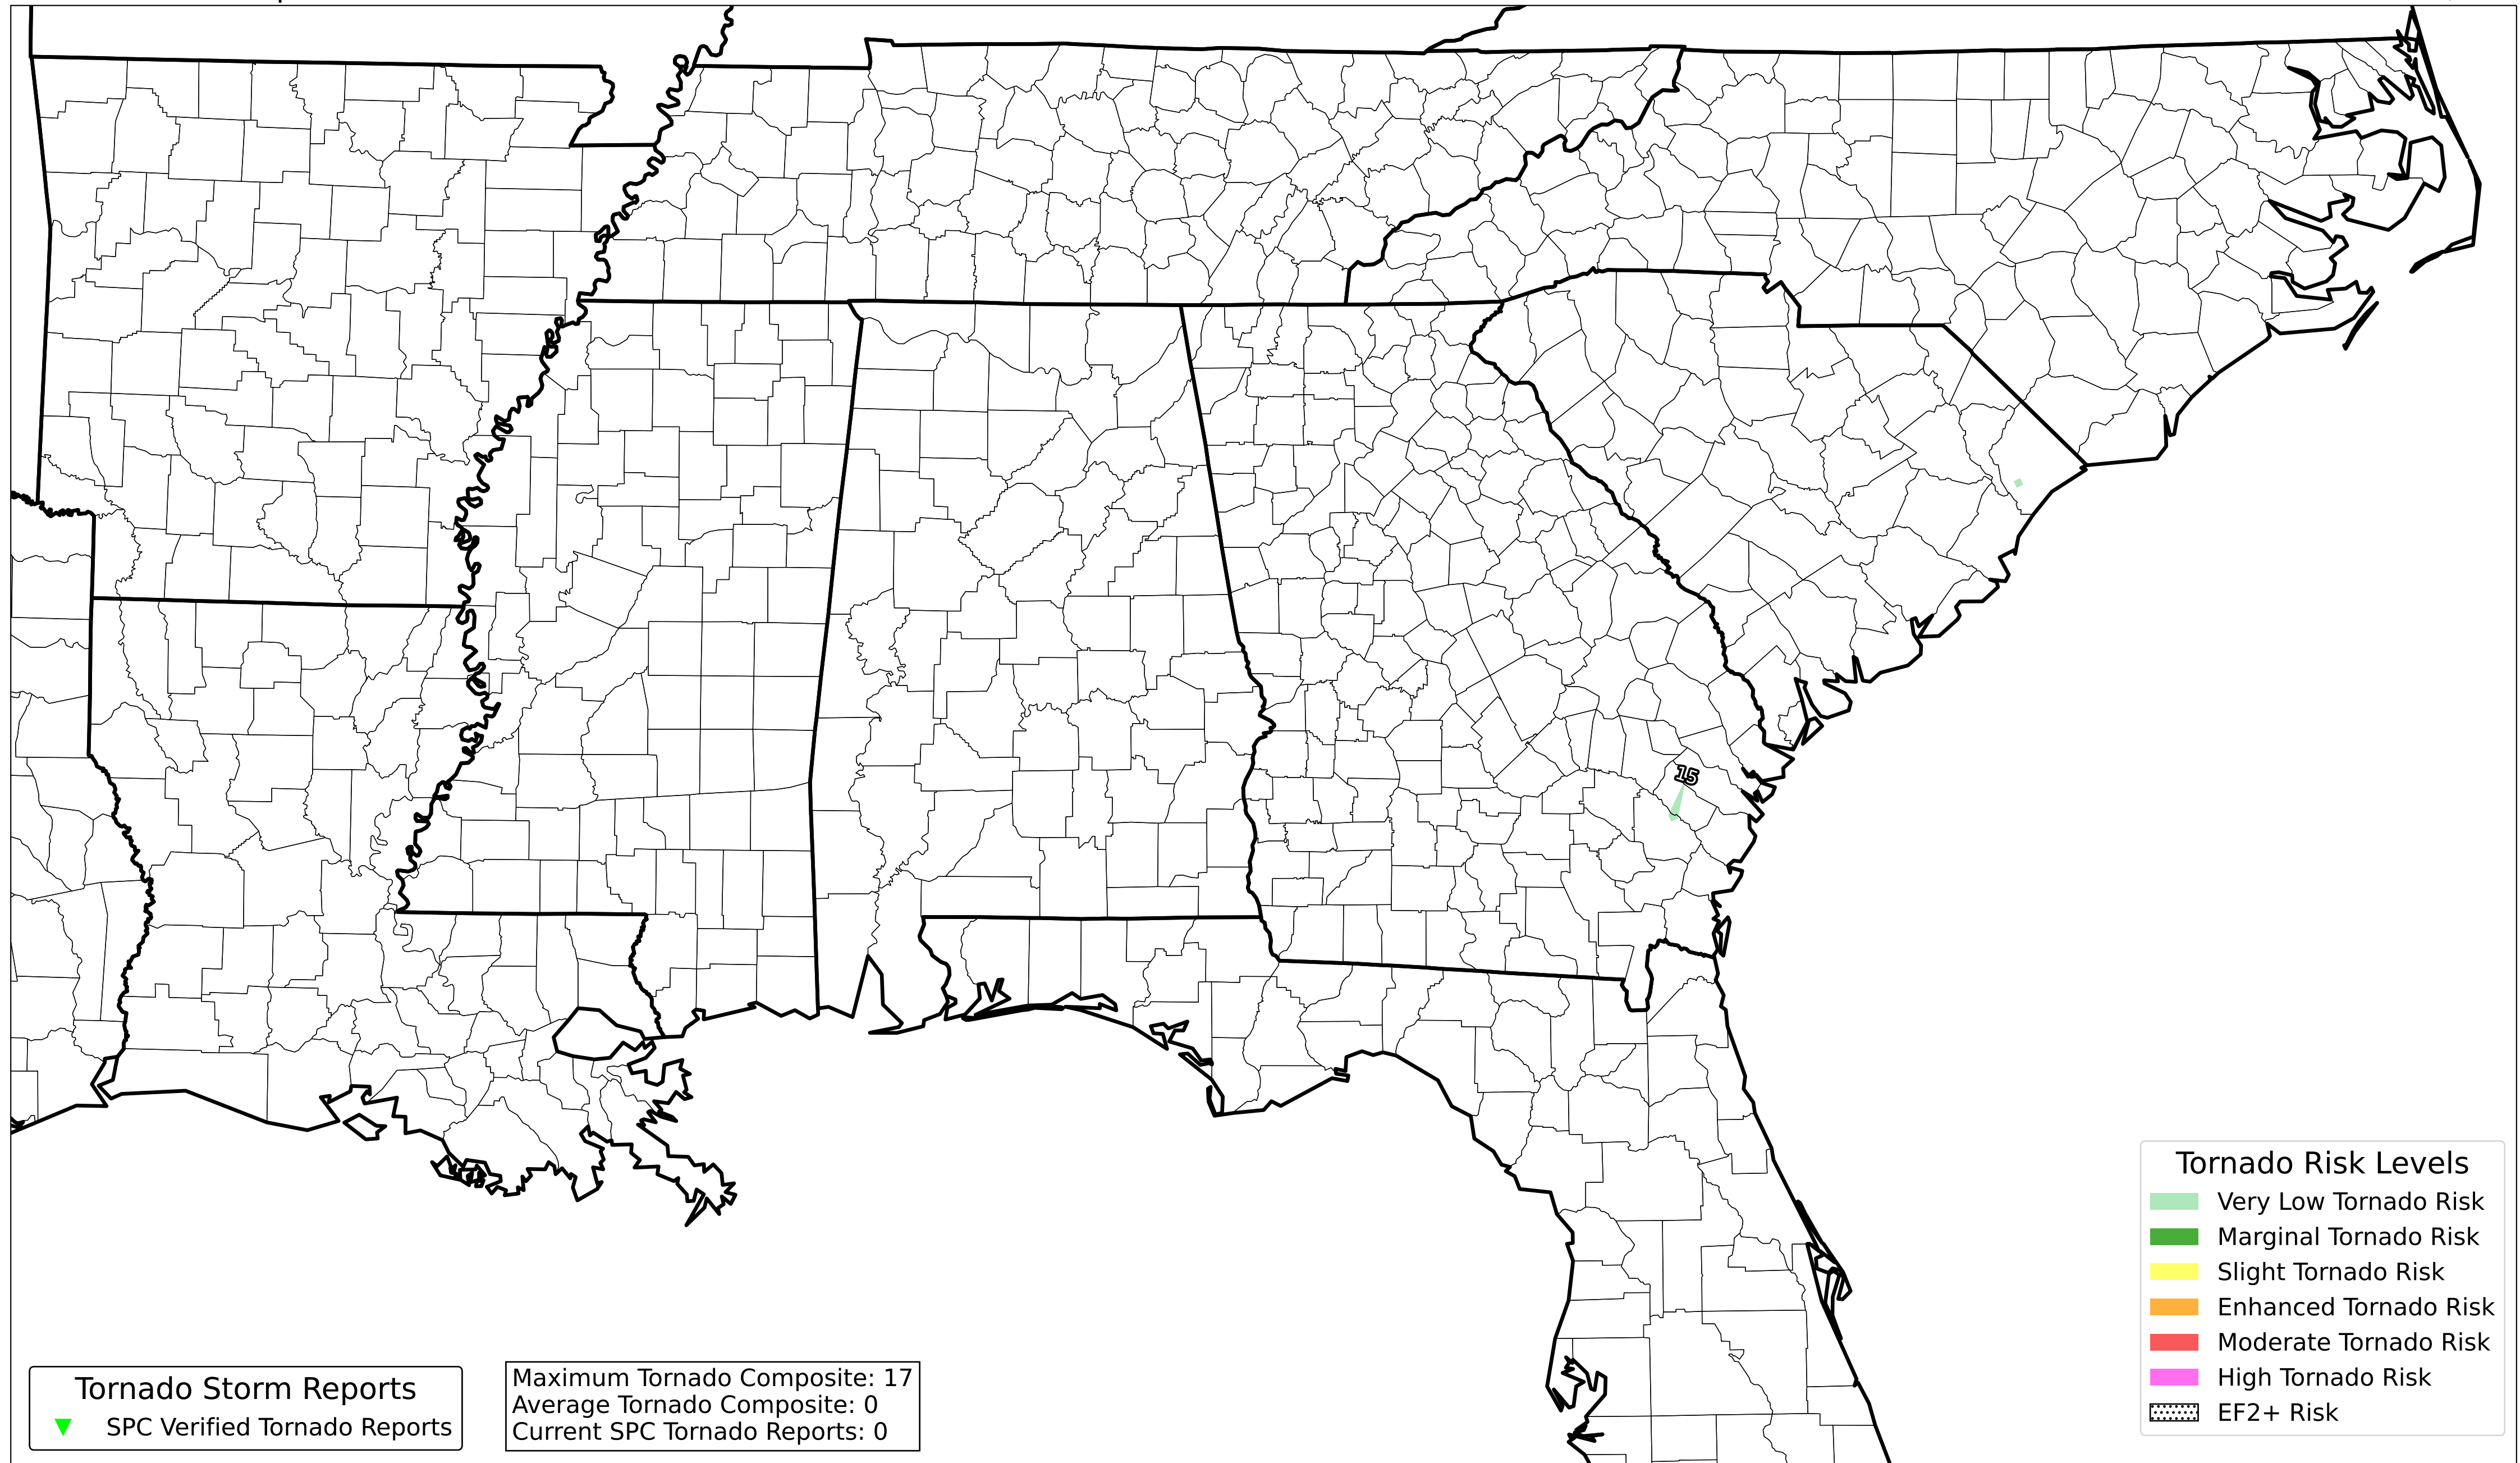 15
Tornado Risk Levels
Very Low Tornado Risk
Marginal Tornado Risk
Slight Tornado Risk
Enhanced Tornado Risk
Moderate Tornado Risk
High Tornado Risk
EF2+ Risk
Tornado Storm Reports
SPC Verified Tornado Reports
Maximum Tornado Composite: 17
Average Tornado Composite: 0
Current SPC Tornado Reports: 0